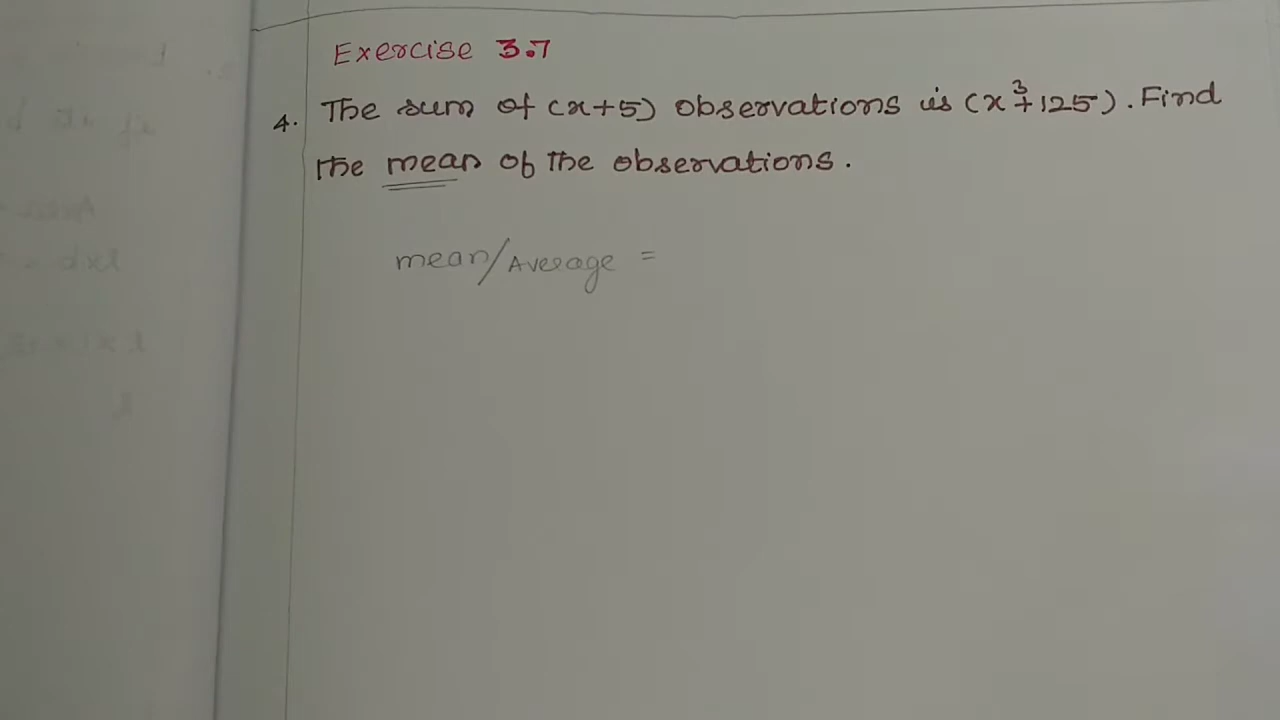 Exercise 3.7
4. The sum of (x+5) observations is (x³+125). Find
the mean of the observations.
mean/Average =